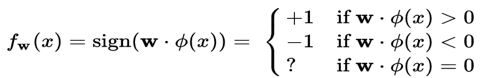 f_w(x) = sign(w · ϕ(x)) = { +1 if w · ϕ(x) > 0
−1 if w · ϕ(x) < 0
? if w · ϕ(x) = 0